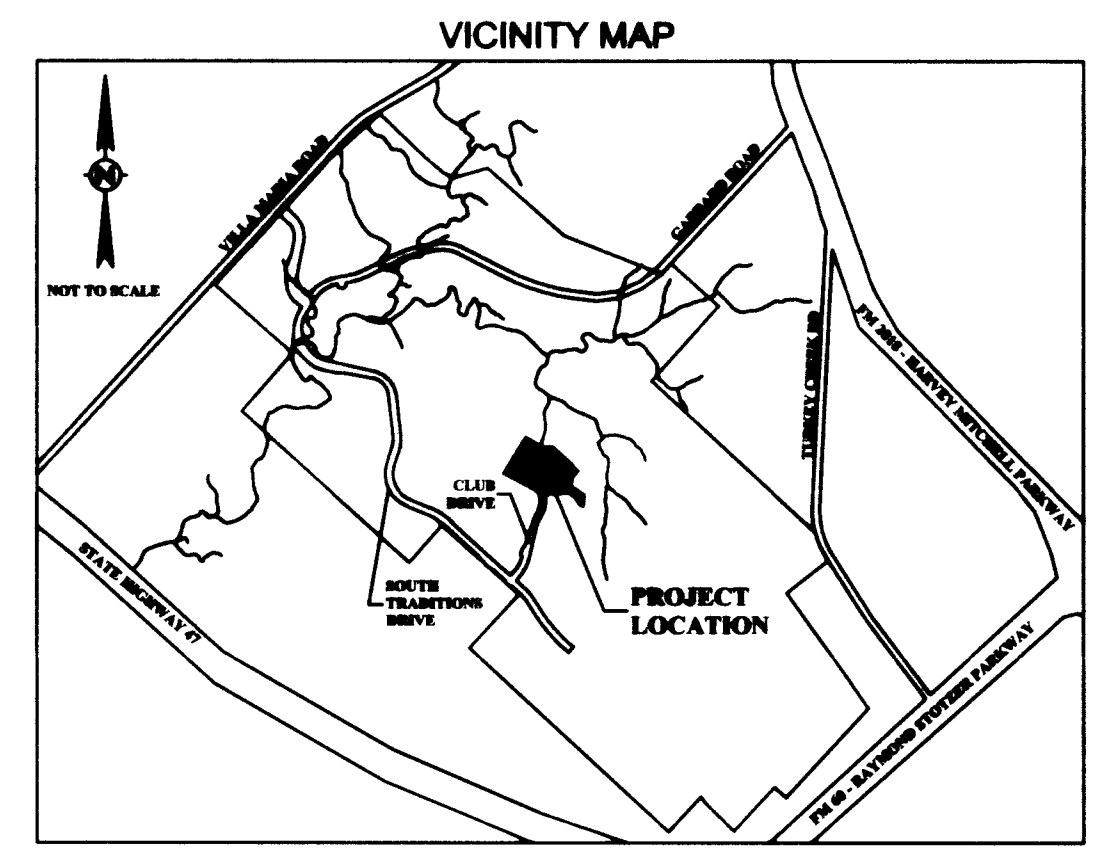 VICINITY MAP
VILLA MARIA ROAD
GABBARD ROAD
N
NOT TO SCALE
FM 2818 - HARVEY MITCHELL PARKWAY
TURKEY CREEK RD
CLUB
DRIVE
STATE HIGHWAY 47
SOUTH
TRADITIONS
DRIVE
PROJECT
LOCATION
FM 60 - RAYMOND STOTZER PARKWAY